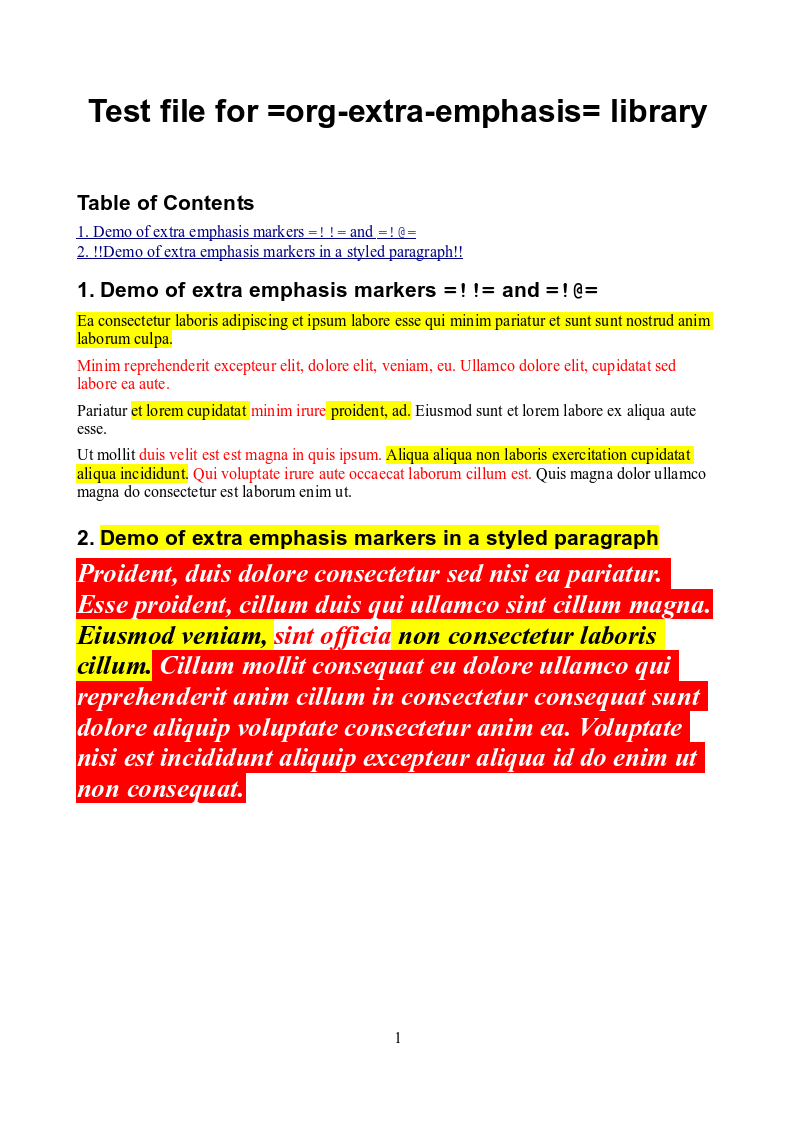 Test file for =org-extra-emphasis= library
Table of Contents
1. Demo of extra emphasis markers =!!= and =!@=
2. !!Demo of extra emphasis markers in a styled paragraph!!
1. Demo of extra emphasis markers =!!= and =!@=
Ea consectetur laboris adipiscing et ipsum labore esse qui minim pariatur et sunt sunt nostrud anim
laborum culpa.
Minim reprehenderit excepteur elit, dolore elit, veniam, eu. Ullamco dolore elit, cupidatat sed
labore ea aute.
Pariatur et lorem cupidatat minim irure proident, ad. Eiusmod sunt et lorem labore ex aliqua aute
esse.
Ut mollit duis velit est est magna in quis ipsum. Aliqua aliqua non laboris exercitation cupidatat
aliqua incididunt. Qui voluptate irure aute occaecat laborum cillum est. Quis magna dolor ullamco
magna do consectetur est laborum enim ut.
2. Demo of extra emphasis markers in a styled paragraph
Proident, duis dolore consectetur sed nisi ea pariatur.
Esse proident, cillum duis qui ullamco sint cillum magna.
Eiusmod veniam, sint officia non consectetur laboris
cillum. Cillum mollit consequat eu dolore ullamco qui
reprehenderit anim cillum in consectetur consequat sunt
dolore aliquip voluptate consectetur anim ea. Voluptate
nisi est incididunt aliquip excepteur aliqua id do enim ut
non consequat.
1